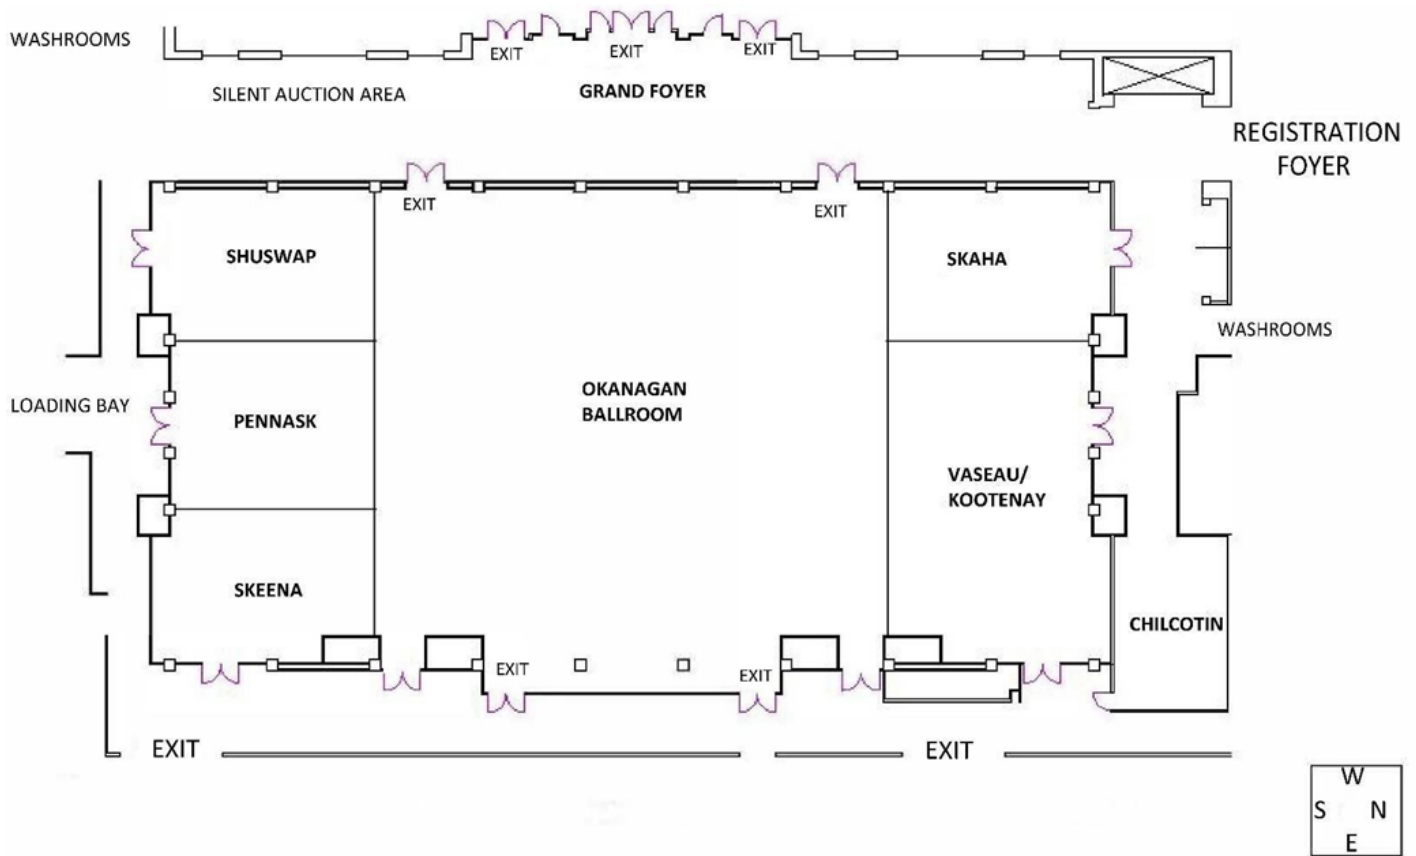 WASHROOMS
EXIT
EXIT
EXIT
SILENT AUCTION AREA
GRAND FOYER
REGISTRATION
FOYER
EXIT
EXIT
SHUSWAP
SKAHA
WASHROOMS
LOADING BAY
PENNASK
OKANAGAN
BALLROOM
VASEAU/
KOOTENAY
SKEENA
CHILCOTIN
EXIT
EXIT
EXIT
EXIT
W
S N
E